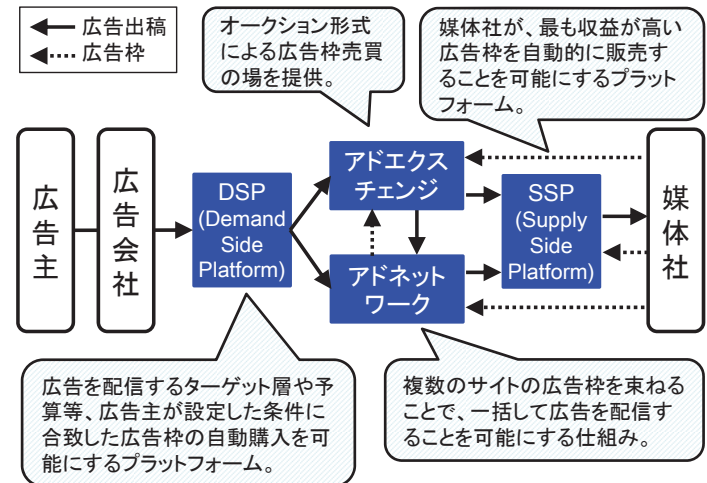 広告出稿
広告枠
オークション形式
による広告枠売買
の場を提供。
媒体社が、最も収益が高い
広告枠を自動的に販売す
ることを可能にするプラット
フォーム。
広告主
広告会社
DSP
(Demand
Side
Platform)
アドエクス
チェンジ
アドネット
ワーク
SSP
(Supply
Side
Platform)
媒体社
広告を配信するターゲット層や予
算等、広告主が設定した条件に
合致した広告枠の自動購入を可
能にするプラットフォーム。
複数のサイトの広告枠を束ねる
ことで、一括して広告を配信す
ることを可能にする仕組み。